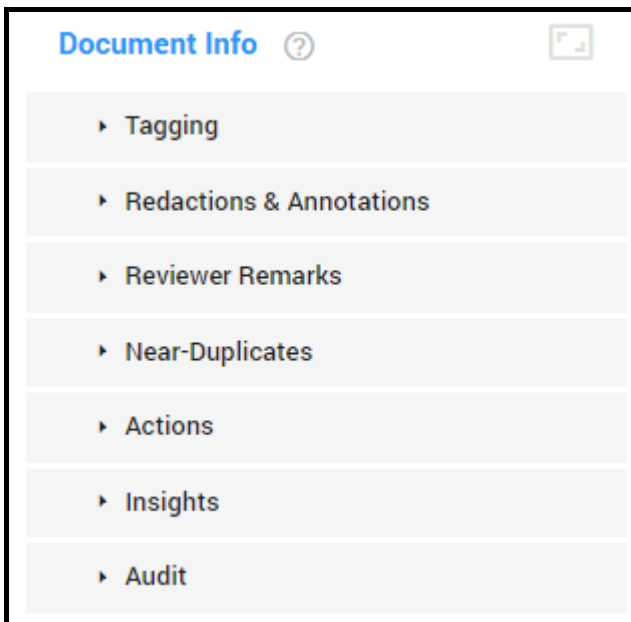 Document Info ?
Tagging
Redactions & Annotations
Reviewer Remarks
Near-Duplicates
Actions
Insights
Audit